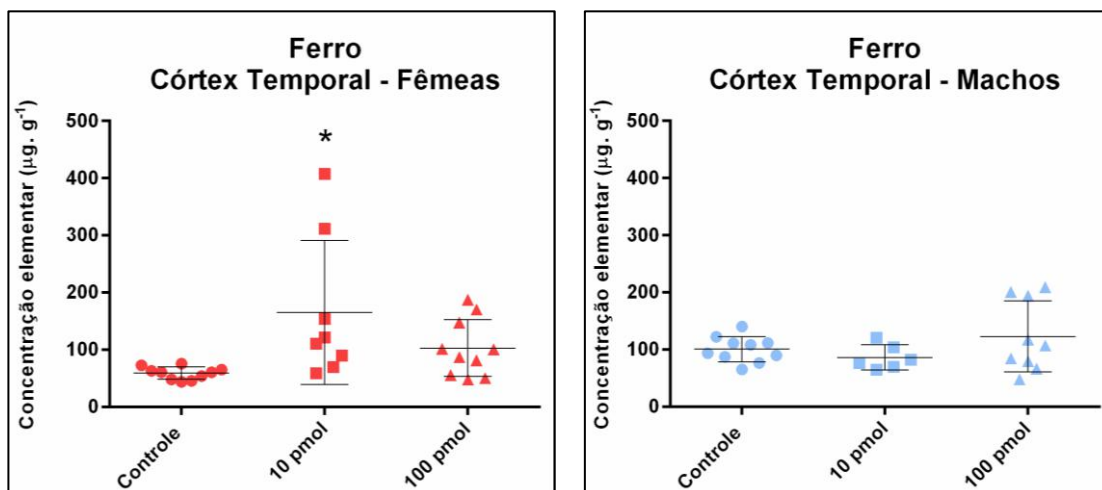 Ferro
Córtex Temporal - Fêmeas
Concentração elementar (µg. g⁻¹)
500
400
300
200
100
0
*
Controle
10 pmol
100 pmol
Ferro
Córtex Temporal - Machos
Concentração elementar (µg. g⁻¹)
500
400
300
200
100
0
Controle
10 pmol
100 pmol